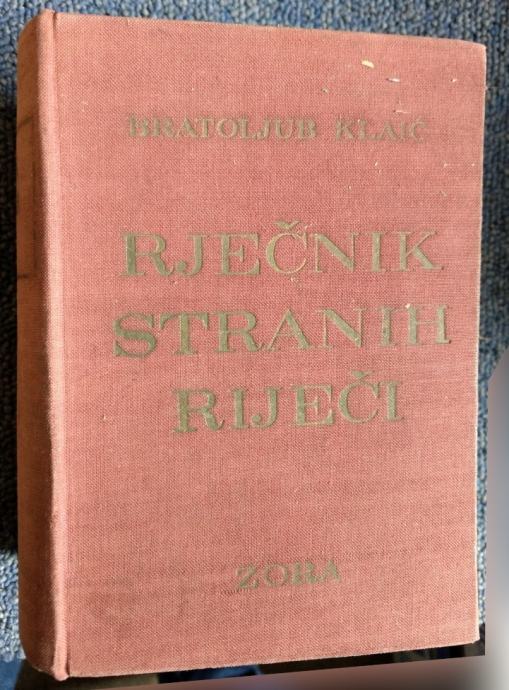 BRATOLJUB KLAIĆ
RJEČNIK
STRANIH
RIJEČI
ZORA